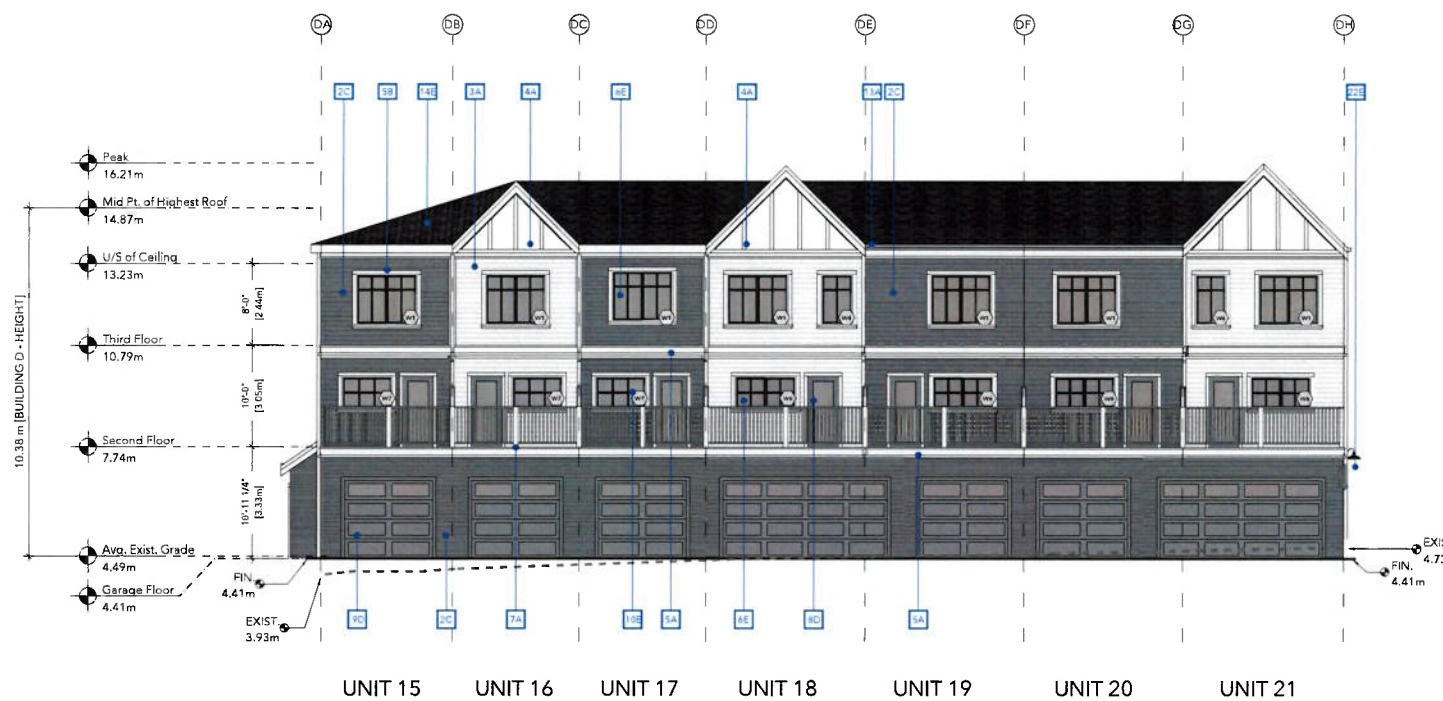 DA DB DC DD DE DF DG DH
2C 5B 14E 3A 4A 6E 4A 13A 2C 22E
Peak
16.21m
Mid Pt. of Highest Roof
14.87m
U/S of Ceiling
13.23m
8'-0"
[2.44m]
Third Floor
10.79m
10'-0"
[3.05m]
Second Floor
7.74m
10'-11 1/4"
[3.33m]
Avg. Exist. Grade
4.49m
Garage Floor
4.41m
10.38 m [BUILDING D - HEIGHT]
FIN.
4.41m
EXIST.
3.93m
FIN.
4.41m
9D 2C 7A 10E 5A 6E 8D 5A
UNIT 15 UNIT 16 UNIT 17 UNIT 18 UNIT 19 UNIT 20 UNIT 21